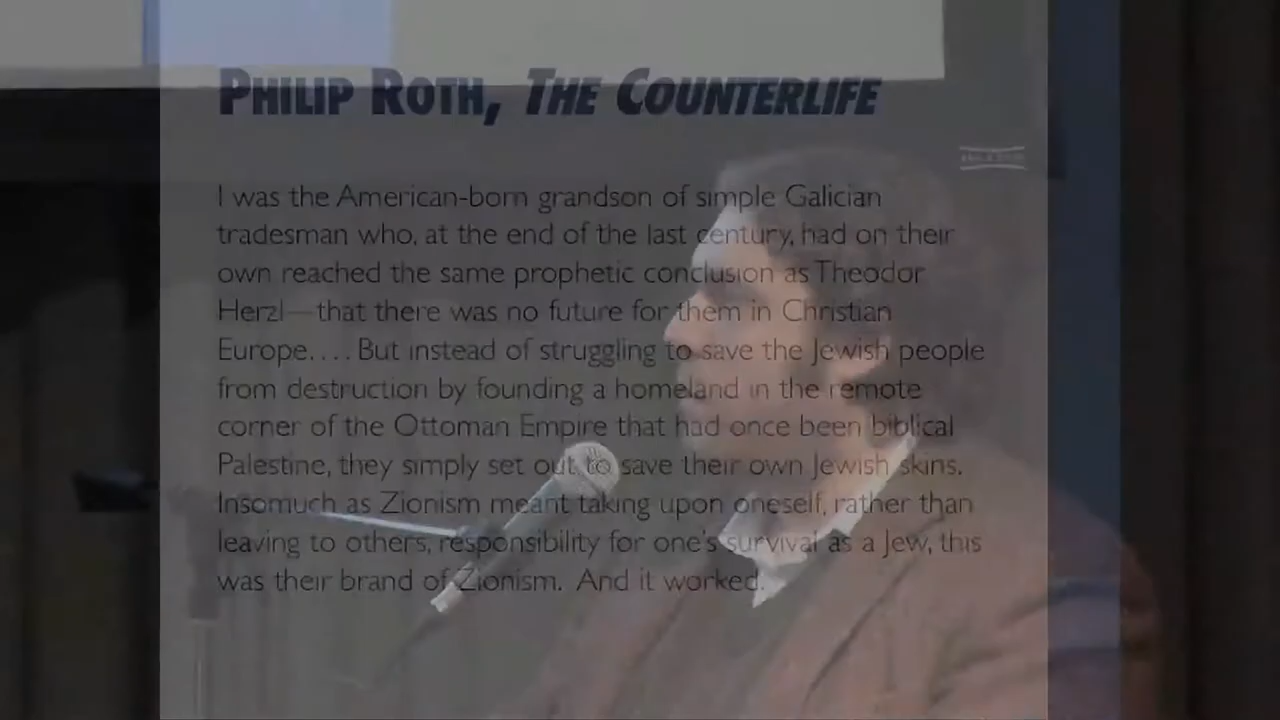 PHILIP ROTH, THE COUNTERLIFE
I was the American-born grandson of simple Galician
tradesman who, at the end of the last century, had on their
own reached the same prophetic conclusion as Theodor
Herzl—that there was no future for them in Christian
Europe.... But instead of struggling to save the Jewish people
from destruction by founding a homeland in the remote
corner of the Ottoman Empire that had once been biblical
Palestine, they simply set out to save their own Jewish skins.
Insomuch as Zionism meant taking upon oneself, rather than
leaving to others, responsibility for one's survival as a Jew, this
was their brand of Zionism. And it worked.